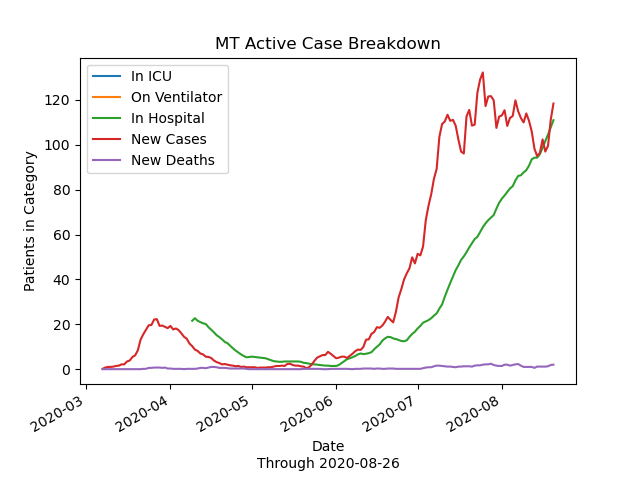 MT Active Case Breakdown
In ICU
On Ventilator
In Hospital
New Cases
New Deaths
Patients in Category
120
100
80
60
40
20
0
2020-03
2020-04
2020-05
2020-06
2020-07
2020-08
Date
Through 2020-08-26